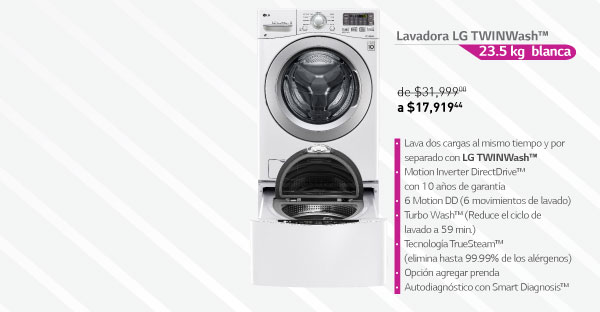 Lavadora LG TWINWash™
23.5 kg blanca
de $31,999⁰⁰
a $17,919⁴⁴
• Lava dos cargas al mismo tiempo y por
separado con LG TWINWash™
• Motion Inverter DirectDrive™
con 10 años de garantía
• 6 Motion DD (6 movimientos de lavado)
• Turbo Wash™ (Reduce el ciclo de
lavado a 59 min.)
• Tecnología TrueSteam™
(elimina hasta 99.99% de los alérgenos)
• Opción agregar prenda
• Autodiagnóstico con Smart Diagnosis™
LG